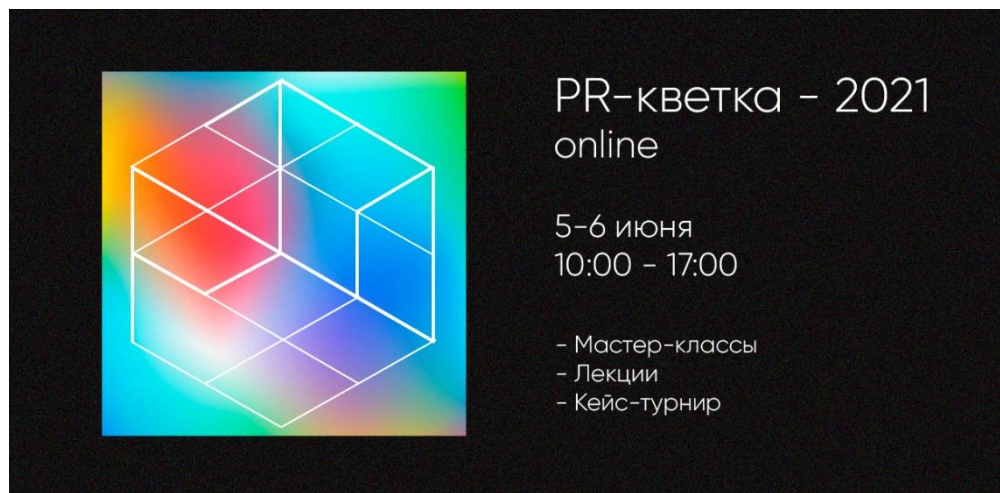 PR-кветка - 2021
online
5-6 июня
10:00 - 17:00
- Мастер-классы
- Лекции
- Кейс-турнир